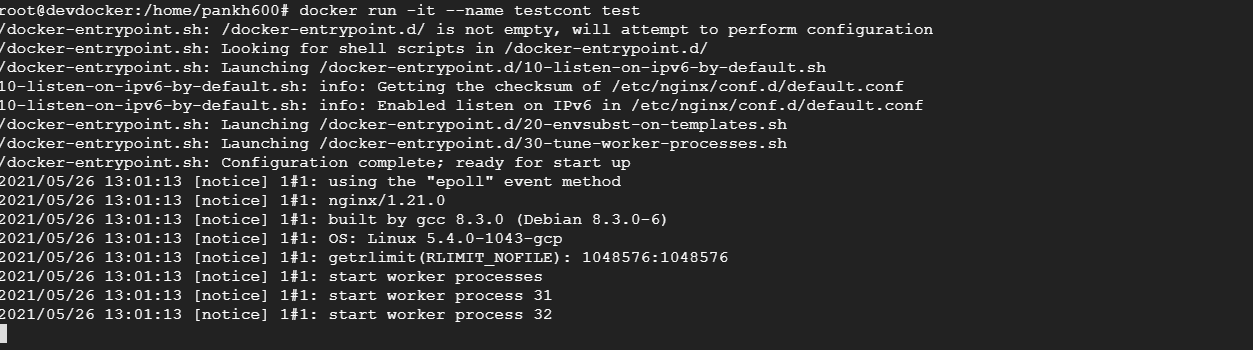 root@devdocker:/home/pankh600# docker run -it --name testcont test
/docker-entrypoint.sh: /docker-entrypoint.d/ is not empty, will attempt to perform configuration
/docker-entrypoint.sh: Looking for shell scripts in /docker-entrypoint.d/
/docker-entrypoint.sh: Launching /docker-entrypoint.d/10-listen-on-ipv6-by-default.sh
10-listen-on-ipv6-by-default.sh: info: Getting the checksum of /etc/nginx/conf.d/default.conf
10-listen-on-ipv6-by-default.sh: info: Enabled listen on IPv6 in /etc/nginx/conf.d/default.conf
/docker-entrypoint.sh: Launching /docker-entrypoint.d/20-envsubst-on-templates.sh
/docker-entrypoint.sh: Launching /docker-entrypoint.d/30-tune-worker-processes.sh
/docker-entrypoint.sh: Configuration complete; ready for start up
2021/05/26 13:01:13 [notice] 1#1: using the "epoll" event method
2021/05/26 13:01:13 [notice] 1#1: nginx/1.21.0
2021/05/26 13:01:13 [notice] 1#1: built by gcc 8.3.0 (Debian 8.3.0-6)
2021/05/26 13:01:13 [notice] 1#1: OS: Linux 5.4.0-1043-gcp
2021/05/26 13:01:13 [notice] 1#1: getrlimit(RLIMIT_NOFILE): 1048576:1048576
2021/05/26 13:01:13 [notice] 1#1: start worker processes
2021/05/26 13:01:13 [notice] 1#1: start worker process 31
2021/05/26 13:01:13 [notice] 1#1: start worker process 32